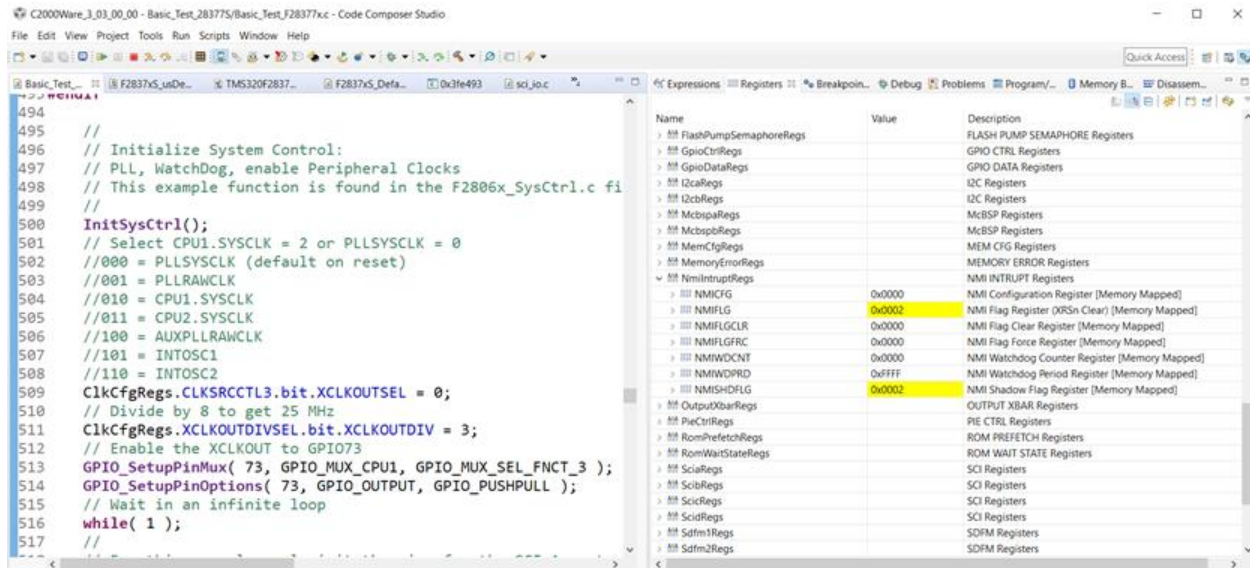 C2000Ware_3_03_00_00 - Basic_Test_28377S/Basic_Test_F28377x.c - Code Composer Studio
File Edit View Project Tools Run Scripts Window Help
Quick Access
Basic_Test_... F2837xS_usDe... TMS320F2837... F2837xS_Defa... 0x3fe493 sci_io.c
494
495 //
496 // Initialize System Control:
497 // PLL, WatchDog, enable Peripheral Clocks
498 // This example function is found in the F2806x_SysCtrl.c fi
499 //
500 InitSysCtrl();
501 // Select CPU1.SYSCLK = 2 or PLLSYSCLK = 0
502 //000 = PLLSYSCLK (default on reset)
503 //001 = PLLRAWCLK
504 //010 = CPU1.SYSCLK
505 //011 = CPU2.SYSCLK
506 //100 = AUXPLLRAWCLK
507 //101 = INTOSC1
508 //110 = INTOSC2
509 ClkCfgRegs.CLKSRCCTL3.bit.XCLKOUTSEL = 0;
510 // Divide by 8 to get 25 MHz
511 ClkCfgRegs.XCLKOUTDIVSEL.bit.XCLKOUTDIV = 3;
512 // Enable the XCLKOUT to GPIO73
513 GPIO_SetupPinMux( 73, GPIO_MUX_CPU1, GPIO_MUX_SEL_FNCT_3 );
514 GPIO_SetupPinOptions( 73, GPIO_OUTPUT, GPIO_PUSHPULL );
515 // Wait in an infinite loop
516 while( 1 );
517 //
Expressions Registers Breakpoin... Debug Problems Program/... Memory B... Disassem...
Name Value Description
FlashPumpSemaphoreRegs FLASH PUMP SEMAPHORE Registers
GpioCtrlRegs GPIO CTRL Registers
GpioDataRegs GPIO DATA Registers
I2caRegs I2C Registers
I2cbRegs I2C Registers
McbspaRegs McBSP Registers
McbspbRegs McBSP Registers
MemCfgRegs MEM CFG Registers
MemoryErrorRegs MEMORY ERROR Registers
NmiIntruptRegs NMI INTRUPT Registers
NMICFG 0x0000 NMI Configuration Register [Memory Mapped]
NMIFLG 0x0002 NMI Flag Register (XRSn Clear) [Memory Mapped]
NMIFLGCLR 0x0000 NMI Flag Clear Register [Memory Mapped]
NMIFLGFRC 0x0000 NMI Flag Force Register [Memory Mapped]
NMIWDCNT 0x0000 NMI Watchdog Counter Register [Memory Mapped]
NMIWDPRD 0xFFFF NMI Watchdog Period Register [Memory Mapped]
NMISHDFLG 0x0002 NMI Shadow Flag Register [Memory Mapped]
OutputXbarRegs OUTPUT XBAR Registers
PieCtrlRegs PIE CTRL Registers
RomPrefetchRegs ROM PREFETCH Registers
RomWaitStateRegs ROM WAIT STATE Registers
SciaRegs SCI Registers
ScibRegs SCI Registers
ScicRegs SCI Registers
ScidRegs SCI Registers
Sdfm1Regs SDFM Registers
Sdfm2Regs SDFM Registers